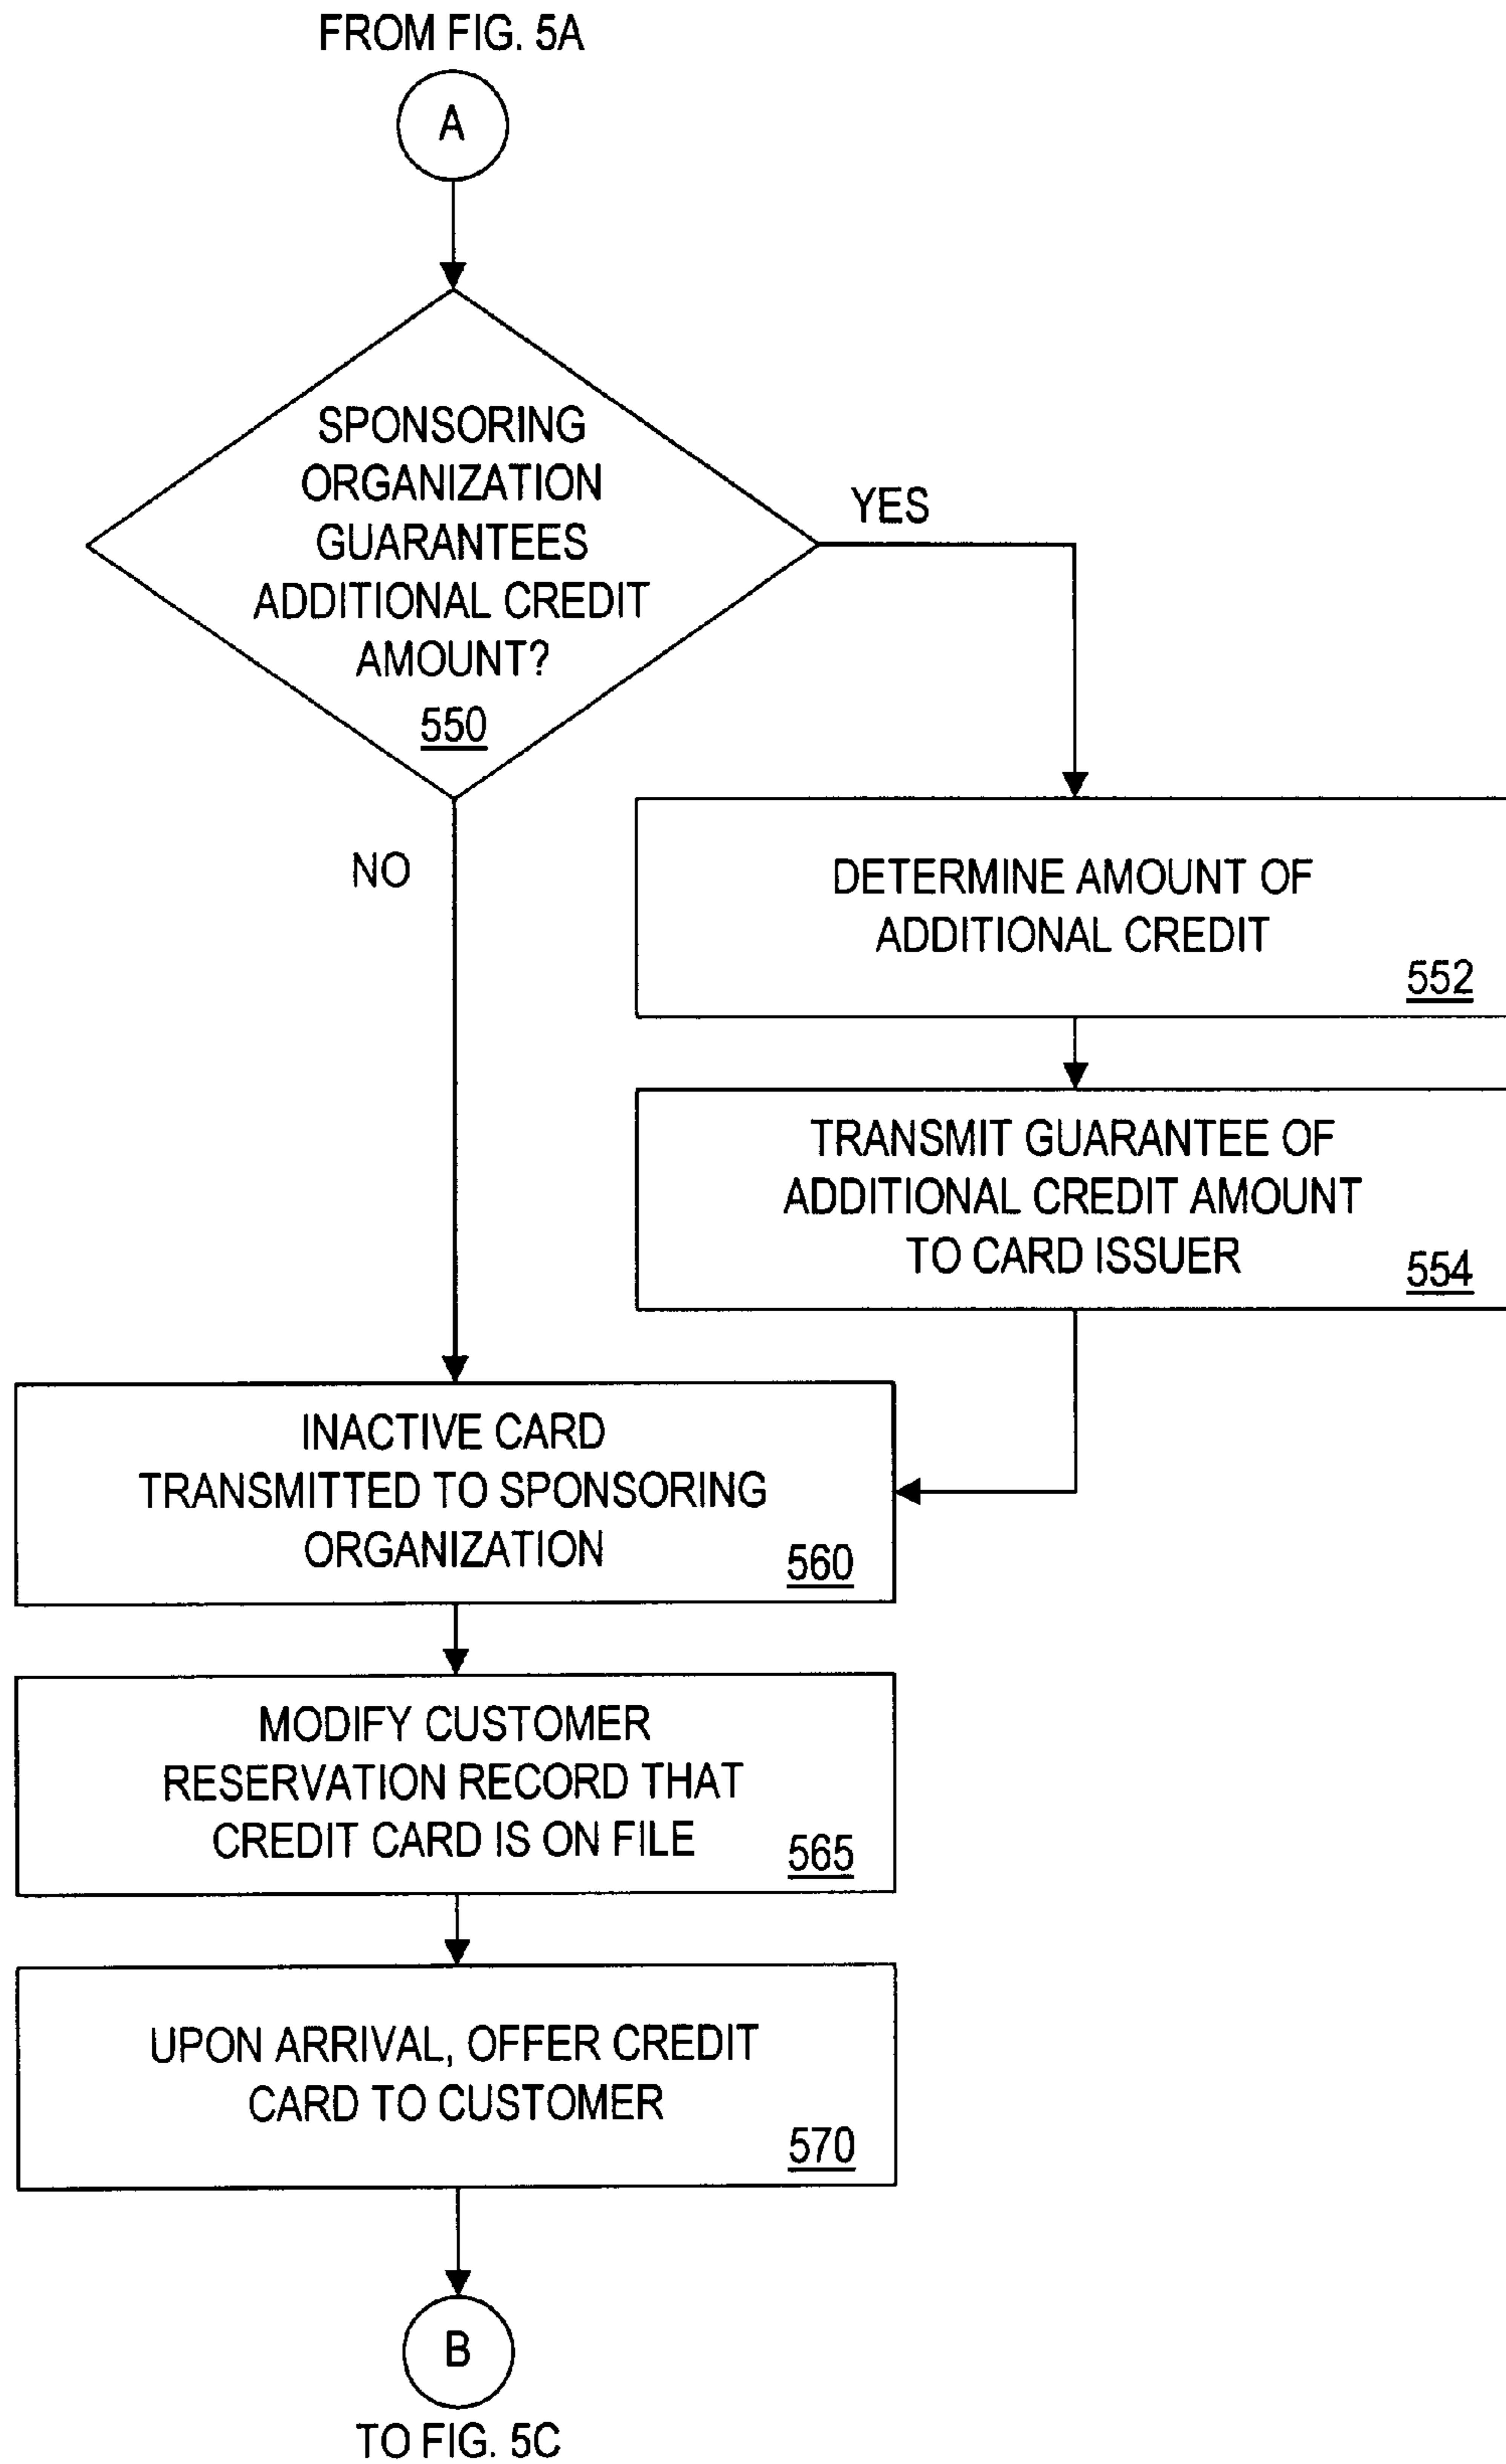 FROM FIG. 5A
A
SPONSORING
ORGANIZATION
GUARANTEES
ADDITIONAL CREDIT
AMOUNT?
550
YES
NO
DETERMINE AMOUNT OF
ADDITIONAL CREDIT
552
TRANSMIT GUARANTEE OF
ADDITIONAL CREDIT AMOUNT
TO CARD ISSUER
554
INACTIVE CARD
TRANSMITTED TO SPONSORING
ORGANIZATION
560
MODIFY CUSTOMER
RESERVATION RECORD THAT
CREDIT CARD IS ON FILE
565
UPON ARRIVAL, OFFER CREDIT
CARD TO CUSTOMER
570
B
TO FIG. 5C